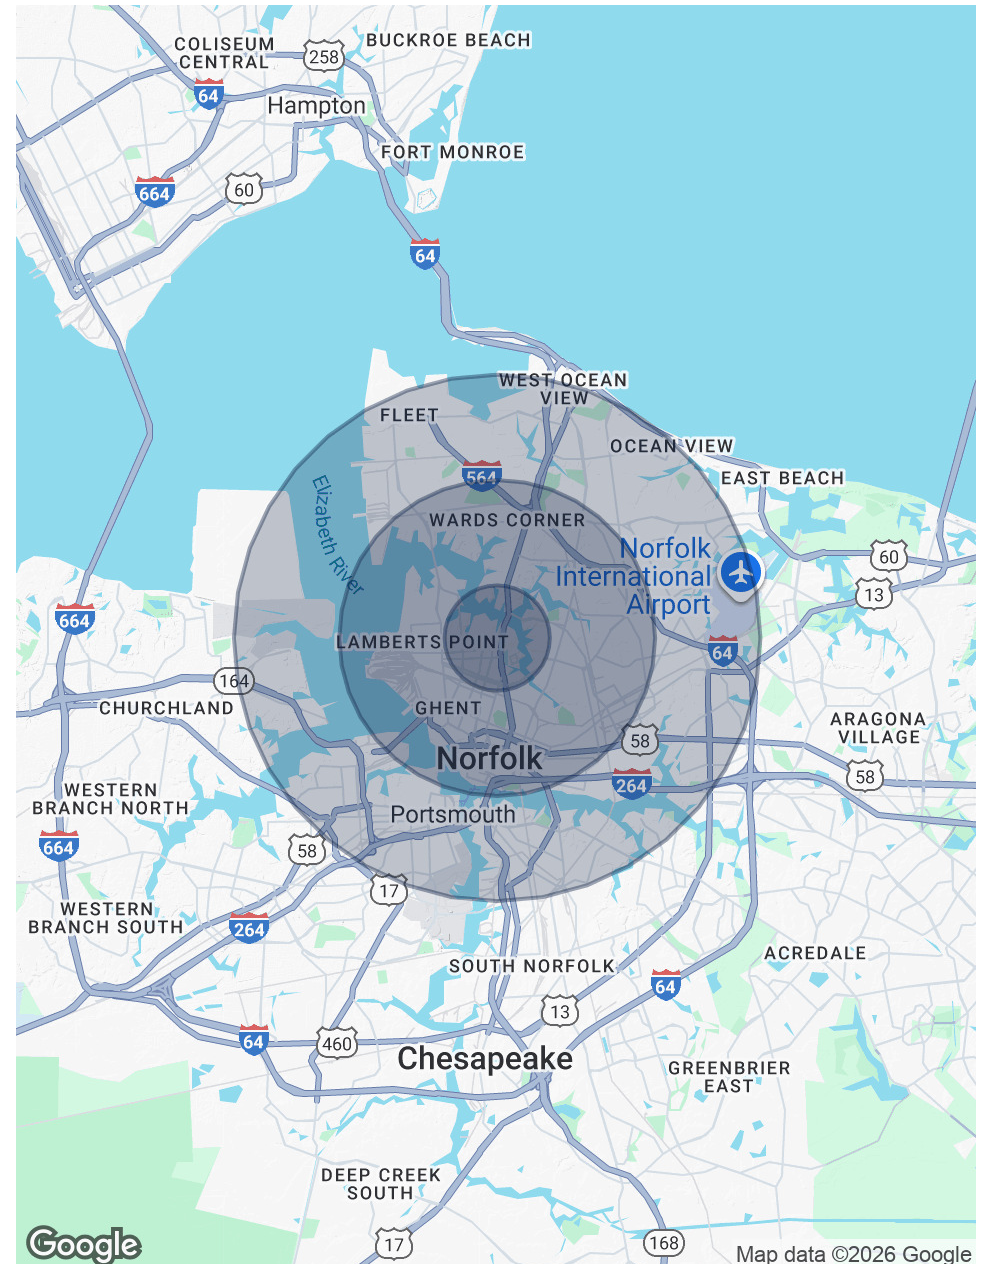 COLISEUM
CENTRAL
258
BUCKROE BEACH
64
Hampton
FORT MONROE
664
60
64
WEST OCEAN
VIEW
FLEET
OCEAN VIEW
564
EAST BEACH
Elizabeth River
WARDS CORNER
Norfolk
International
Airport
60
13
664
LAMBERTS POINT
64
164
CHURCHLAND
GHENT
58
ARAGONA
VILLAGE
Norfolk
264
58
WESTERN
BRANCH NORTH
Portsmouth
664
58
17
WESTERN
BRANCH SOUTH
264
SOUTH NORFOLK
ACREDALE
64
13
64
460
Chesapeake
GREENBRIER
EAST
DEEP CREEK
SOUTH
17
168
Google
Map data ©2026 Google